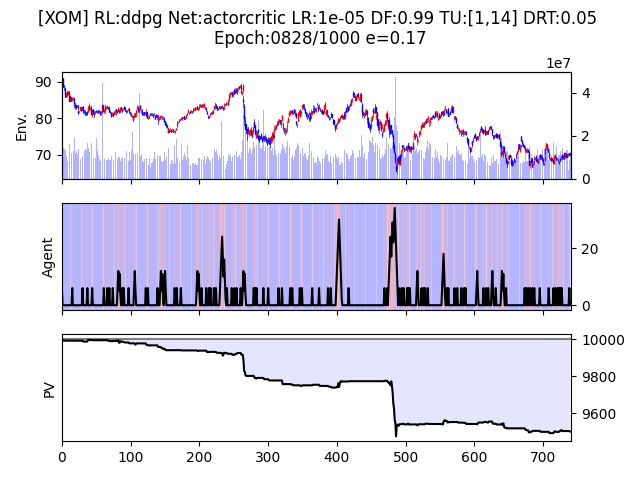 [XOM] RL:ddpg Net:actorcritic LR:1e-05 DF:0.99 TU:[1,14] DRT:0.05
Epoch:0828/1000 e=0.17
1e7
90
80
70
Env.
4
2
0
Agent
20
0
PV
10000
9800
9600
0 100 200 300 400 500 600 700